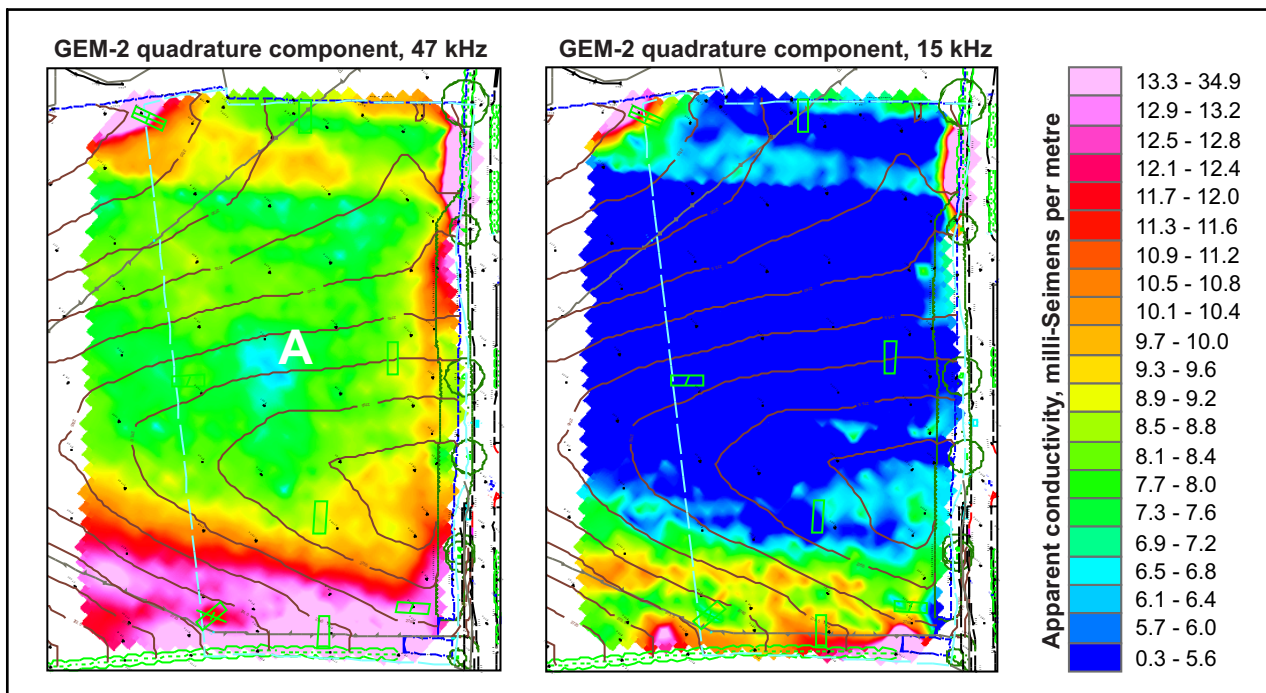 GEM-2 quadrature component, 47 kHz
GEM-2 quadrature component, 15 kHz
A
Apparent conductivity, milli-Seimens per metre
13.3 - 34.9
12.9 - 13.2
12.5 - 12.8
12.1 - 12.4
11.7 - 12.0
11.3 - 11.6
10.9 - 11.2
10.5 - 10.8
10.1 - 10.4
9.7 - 10.0
9.3 - 9.6
8.9 - 9.2
8.5 - 8.8
8.1 - 8.4
7.7 - 8.0
7.3 - 7.6
6.9 - 7.2
6.5 - 6.8
6.1 - 6.4
5.7 - 6.0
0.3 - 5.6